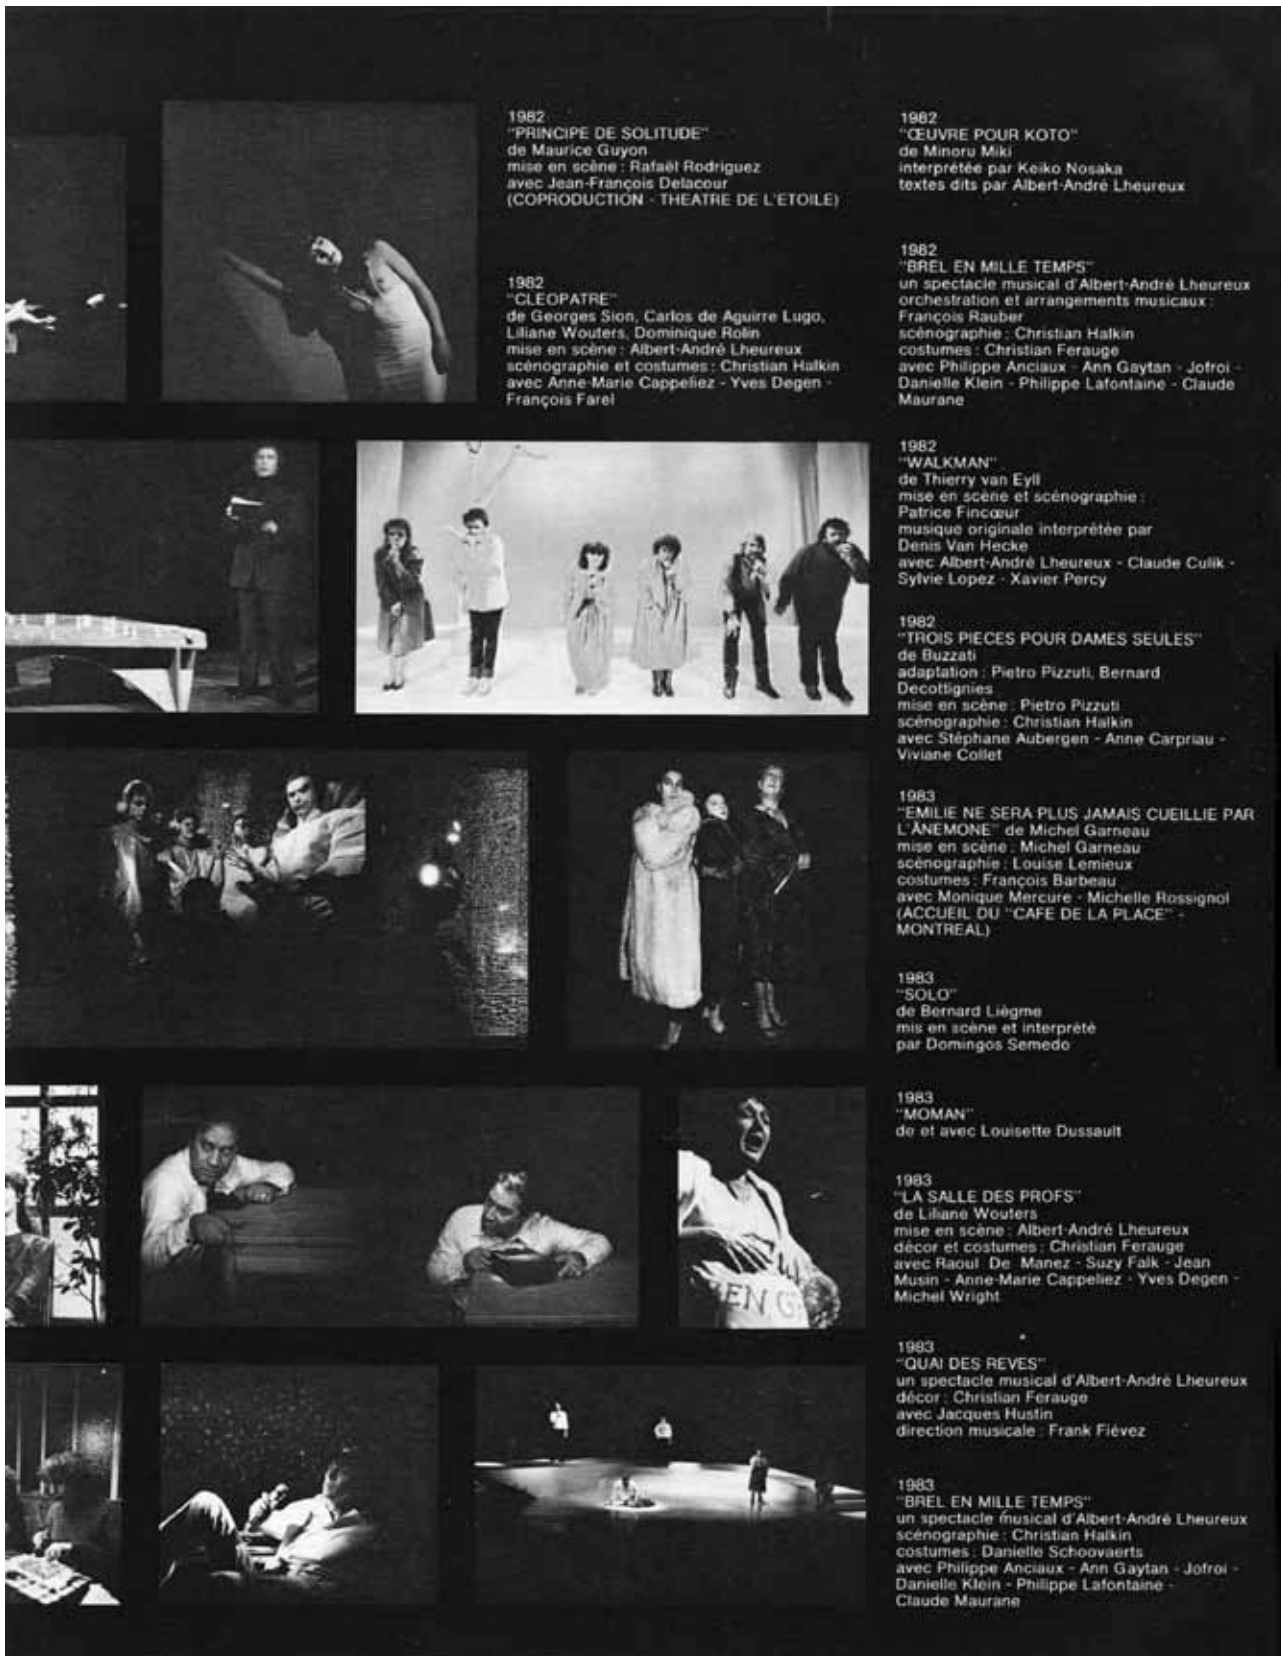 1982
"PRINCIPE DE SOLITUDE"
de Maurice Guyon
mise en scène : Rafaël Rodriguez
avec Jean-François Delacour
(COPRODUCTION - THEATRE DE L'ETOILE)
1982
"CLEOPATRE"
de Georges Sion, Carlos de Aguirre Lugo,
Liliane Wouters, Dominique Rolin
mise en scène : Albert-André Lheureux
scénographie et costumes : Christian Halkin
avec Anne-Marie Cappeliez - Yves Degen -
François Farel
1982
"ŒUVRE POUR KOTO"
de Minoru Miki
interprétée par Keiko Nosaka
textes dits par Albert-André Lheureux
1982
"BREL EN MILLE TEMPS"
un spectacle musical d'Albert-André Lheureux
orchestration et arrangements musicaux :
François Rauber
scénographie : Christian Halkin
costumes : Christian Ferauge
avec Philippe Anciaux - Ann Gaytan - Jofroi -
Danielle Klein - Philippe Lafontaine - Claude
Maurane
1982
"WALKMAN"
de Thierry van Eyll
mise en scène et scénographie :
Patrice Fincœur
musique originale interprétée par
Denis Van Hecke
avec Albert-André Lheureux - Claude Culik -
Sylvie Lopez - Xavier Percy
1982
"TROIS PIECES POUR DAMES SEULES"
de Buzzati
adaptation : Pietro Pizzuti, Bernard
Decottignies
mise en scène : Pietro Pizzuti
scénographie : Christian Halkin
avec Stéphane Aubergen - Anne Carpriau -
Viviane Collet
1983
"EMILIE NE SERA PLUS JAMAIS CUEILLIE PAR
L'ÂNEMONE" de Michel Garneau
mise en scène : Michel Garneau
scénographie : Louise Lemieux
costumes : François Barbeau
avec Monique Mercure - Michelle Rossignol
(ACCUEIL DU "CAFE DE LA PLACE" -
MONTREAL)
1983
"SOLO"
de Bernard Liègme
mis en scène et interprété
par Domingos Semedo
1983
"MOMAN"
de et avec Louisette Dussault
1983
"LA SALLE DES PROFS"
de Liliane Wouters
mise en scène : Albert-André Lheureux
décor et costumes : Christian Ferauge
avec Raoul De Manez - Suzy Falk - Jean
Musin - Anne-Marie Cappeliez - Yves Degen -
Michel Wright
EN G
1983
"QUAI DES REVES"
un spectacle musical d'Albert-André Lheureux
décor : Christian Ferauge
avec Jacques Hustin
direction musicale : Frank Fiévez
1983
"BREL EN MILLE TEMPS"
un spectacle musical d'Albert-André Lheureux
scénographie : Christian Halkin
costumes : Danielle Schoovaerts
avec Philippe Anciaux - Ann Gaytan - Jofroi -
Danielle Klein - Philippe Lafontaine -
Claude Maurane